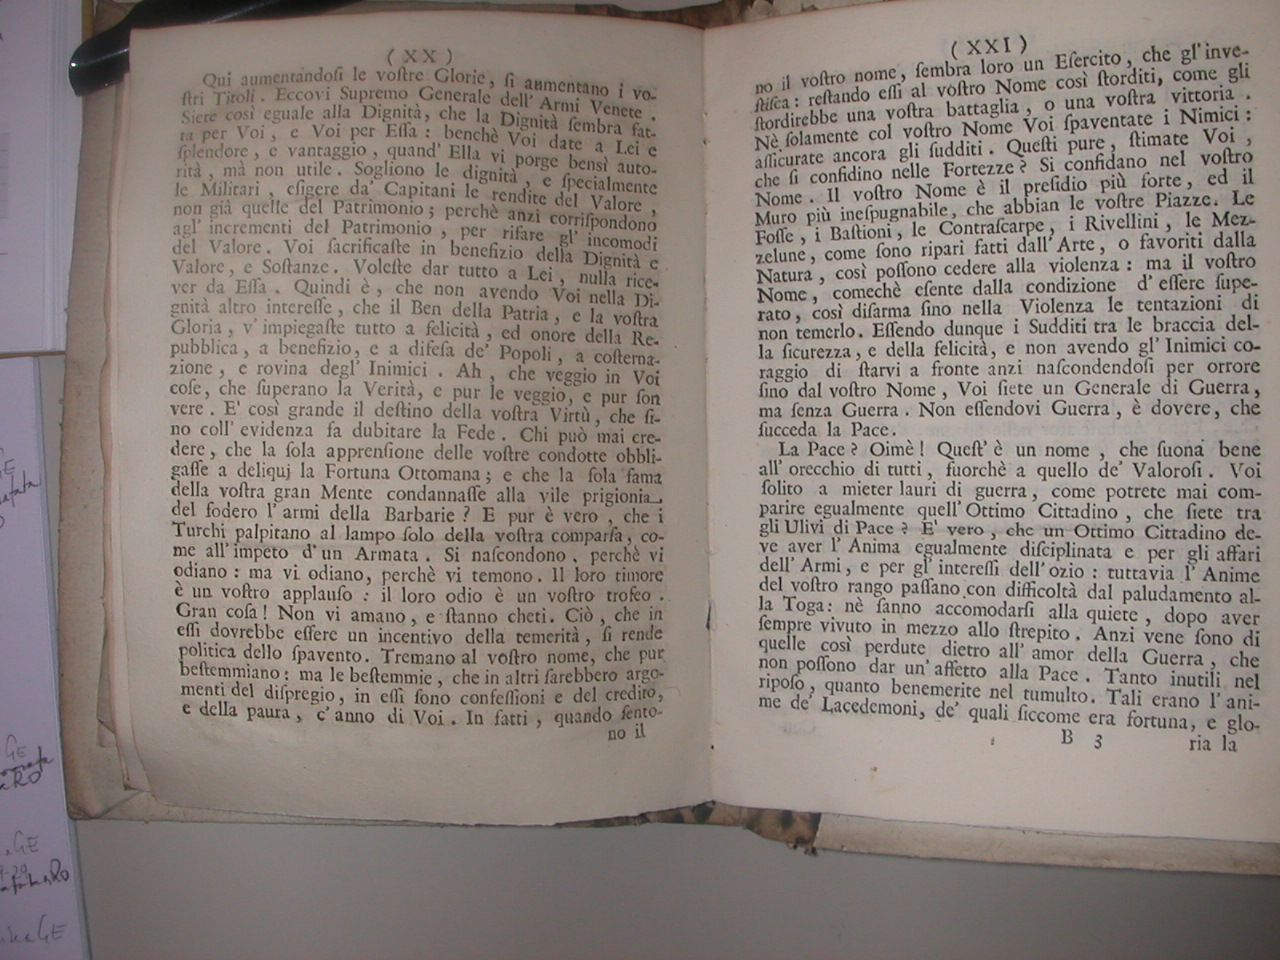 (XX)
Qui aumentandoſi le voſtre Glorie, ſi aumentano i vo-
ſtri Titoli. Eccovi Supremo Generale dell'Armi Venete.
Siete così eguale alla Dignità, che la Dignità ſembra fat-
ta per Voi, e Voi per Eſſa: benchè Voi date a Lei e
ſplendore, e vantaggio, quand'Ella vi porge bensì auto-
rità, mà non utile. Sogliono le dignità, e ſpecialmente
le Militari, eſigere da' Capitani le rendite del Valore,
non già quelle del Patrimonio; perchè anzi corriſpondono
agl'incrementi del Patrimonio, per rifare gl'incomodi
del Valore. Voi ſacrificaſte in benefizio della Dignità e
Valore, e Soſtanze. Voleſte dar tutto a Lei, nulla rice-
ver da Eſſa. Quindi è, che non avendo Voi nella Di-
gnità altro intereſſe, che il Ben della Patria, e la voſtra
Gloria, v'impiegaſte tutto a felicità, ed onore della Re-
pubblica, a benefizio, e a difeſa de' Popoli, a coſterna-
zione, e rovina degl'Inimici. Ah, che veggio in Voi
coſe, che ſuperano la Verità, e pur le veggio, e pur ſon
vere. E' così grande il deſtino della voſtra Virtù, che ſi-
no coll'evidenza fa dubitare la Fede. Chi può mai cre-
dere, che la ſola apprenſione delle voſtre condotte obbli-
gaſſe a deliquj la Fortuna Ottomana; e che la ſola fama
della voſtra gran Mente condannaſſe alla vile prigionia
del fodero l'armi della Barbarie? E pur è vero, che i
Turchi palpitano al lampo ſolo della voſtra comparſa, co-
me all'impeto d'un Armata. Si naſcondono, perchè vi
odiano: ma vi odiano, perchè vi temono. Il loro timore
è un voſtro applauſo: il loro odio è un voſtro trofeo.
Gran coſa! Non vi amano, e ſtanno cheti. Ciò, che in
eſſi dovrebbe eſſere un incentivo della temerità, ſi rende
politica dello ſpavento. Tremano al voſtro nome, che pur
beſtemmiano: ma le beſtemmie, che in altri ſarebbero argo-
menti del diſpregio, in eſſi ſono confeſſioni e del credito,
e della paura, c'anno di Voi. In fatti, quando ſento-
no il
(XXI)
no il voſtro nome, ſembra loro un Eſercito, che gl'inve-
ſtiſca: reſtando eſſi al voſtro Nome così ſtorditi, come gli
ſtordirebbe una voſtra battaglia, o una voſtra vittoria.
Nè ſolamente col voſtro Nome Voi ſpaventate i Nimici:
aſſicurate ancora gli ſudditi. Queſti pure, ſtimate Voi,
che ſi confidino nelle Fortezze? Si confidano nel voſtro
Nome. Il voſtro Nome è il preſidio più forte, ed il
Muro più ineſpugnabile, che abbian le voſtre Piazze. Le
Foſſe, i Baſtioni, le Contraſcarpe, i Rivellini, le Mez-
zelune, come ſono ripari fatti dall'Arte, o favoriti dalla
Natura, così poſſono cedere alla violenza: ma il voſtro
Nome, comechè eſente dalla condizione d'eſſere ſupe-
rato, così diſarma ſino nella Violenza le tentazioni di
non temerlo. Eſſendo dunque i Sudditi tra le braccia del-
la ſicurezza, e della felicità, e non avendo gl'Inimici co-
raggio di ſtarvi a fronte anzi naſcondendoſi per orrore
ſino dal voſtro Nome, Voi ſiete un Generale di Guerra,
ma ſenza Guerra. Non eſſendovi Guerra, è dovere, che
ſucceda la Pace.
La Pace? Oimè! Queſt'è un nome, che ſuona bene
all'orecchio di tutti, fuorchè a quello de' Valoroſi. Voi
ſolito a mieter lauri di guerra, come potrete mai com-
parire egualmente quell'Ottimo Cittadino, che ſiete tra
gli Ulivi di Pace? E' vero, che un Ottimo Cittadino de-
ve aver l'Anima egualmente diſciplinata e per gli affari
dell'Armi, e per gl'intereſſi dell'ozio: tuttavia l'Anime
del voſtro rango paſſano con difficoltà dal paludamento al-
la Toga: nè ſanno accomodarſi alla quiete, dopo aver
ſempre vivuto in mezzo allo ſtrepito. Anzi vene ſono di
quelle così perdute dietro all'amor della Guerra, che
non poſſono dar un'affetto alla Pace. Tanto inutili nel
ripoſo, quanto benemerite nel tumulto. Tali erano l'ani-
me de' Lacedemoni, de' quali ſiccome era fortuna, e glo-
B 3 ria la